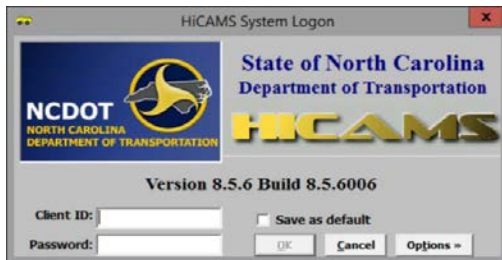 HiCAMS System Logon
x
NCDOT
NORTH CAROLINA
DEPARTMENT OF TRANSPORTATION
State of North Carolina
Department of Transportation
HICAMS
Version 8.5.6 Build 8.5.6006
Client ID:
Save as default
Password:
OK
Cancel
Options »